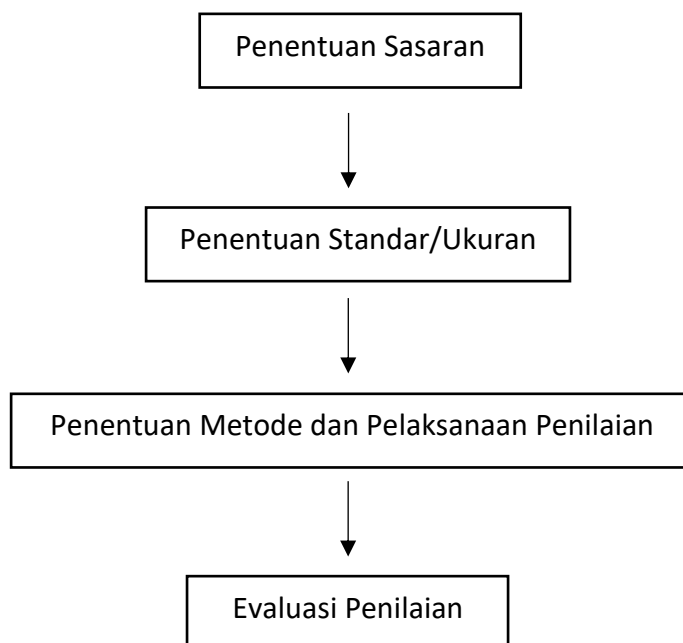 Penentuan Sasaran
Penentuan Standar/Ukuran
Penentuan Metode dan Pelaksanaan Penilaian
Evaluasi Penilaian